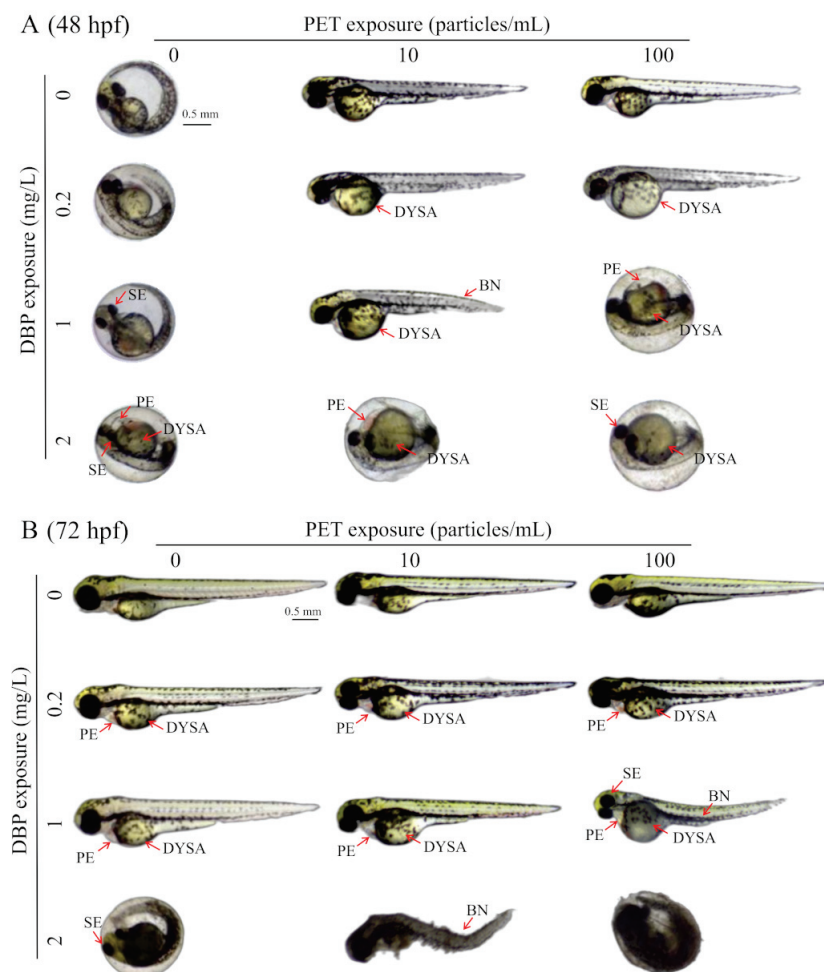 A (48 hpf)
PET exposure (particles/mL)
0 10 100
DBP exposure (mg/L)
0
0.5 mm
0.2
DYSA
DYSA
1
SE
BN
DYSA
PE
DYSA
2
PE
DYSA
SE
PE
DYSA
SE
DYSA
B (72 hpf)
PET exposure (particles/mL)
0 10 100
DBP exposure (mg/L)
0
0.5 mm
0.2
PE
DYSA
PE
DYSA
PE
DYSA
1
PE
DYSA
PE
DYSA
SE
BN
PE
DYSA
2
SE
BN